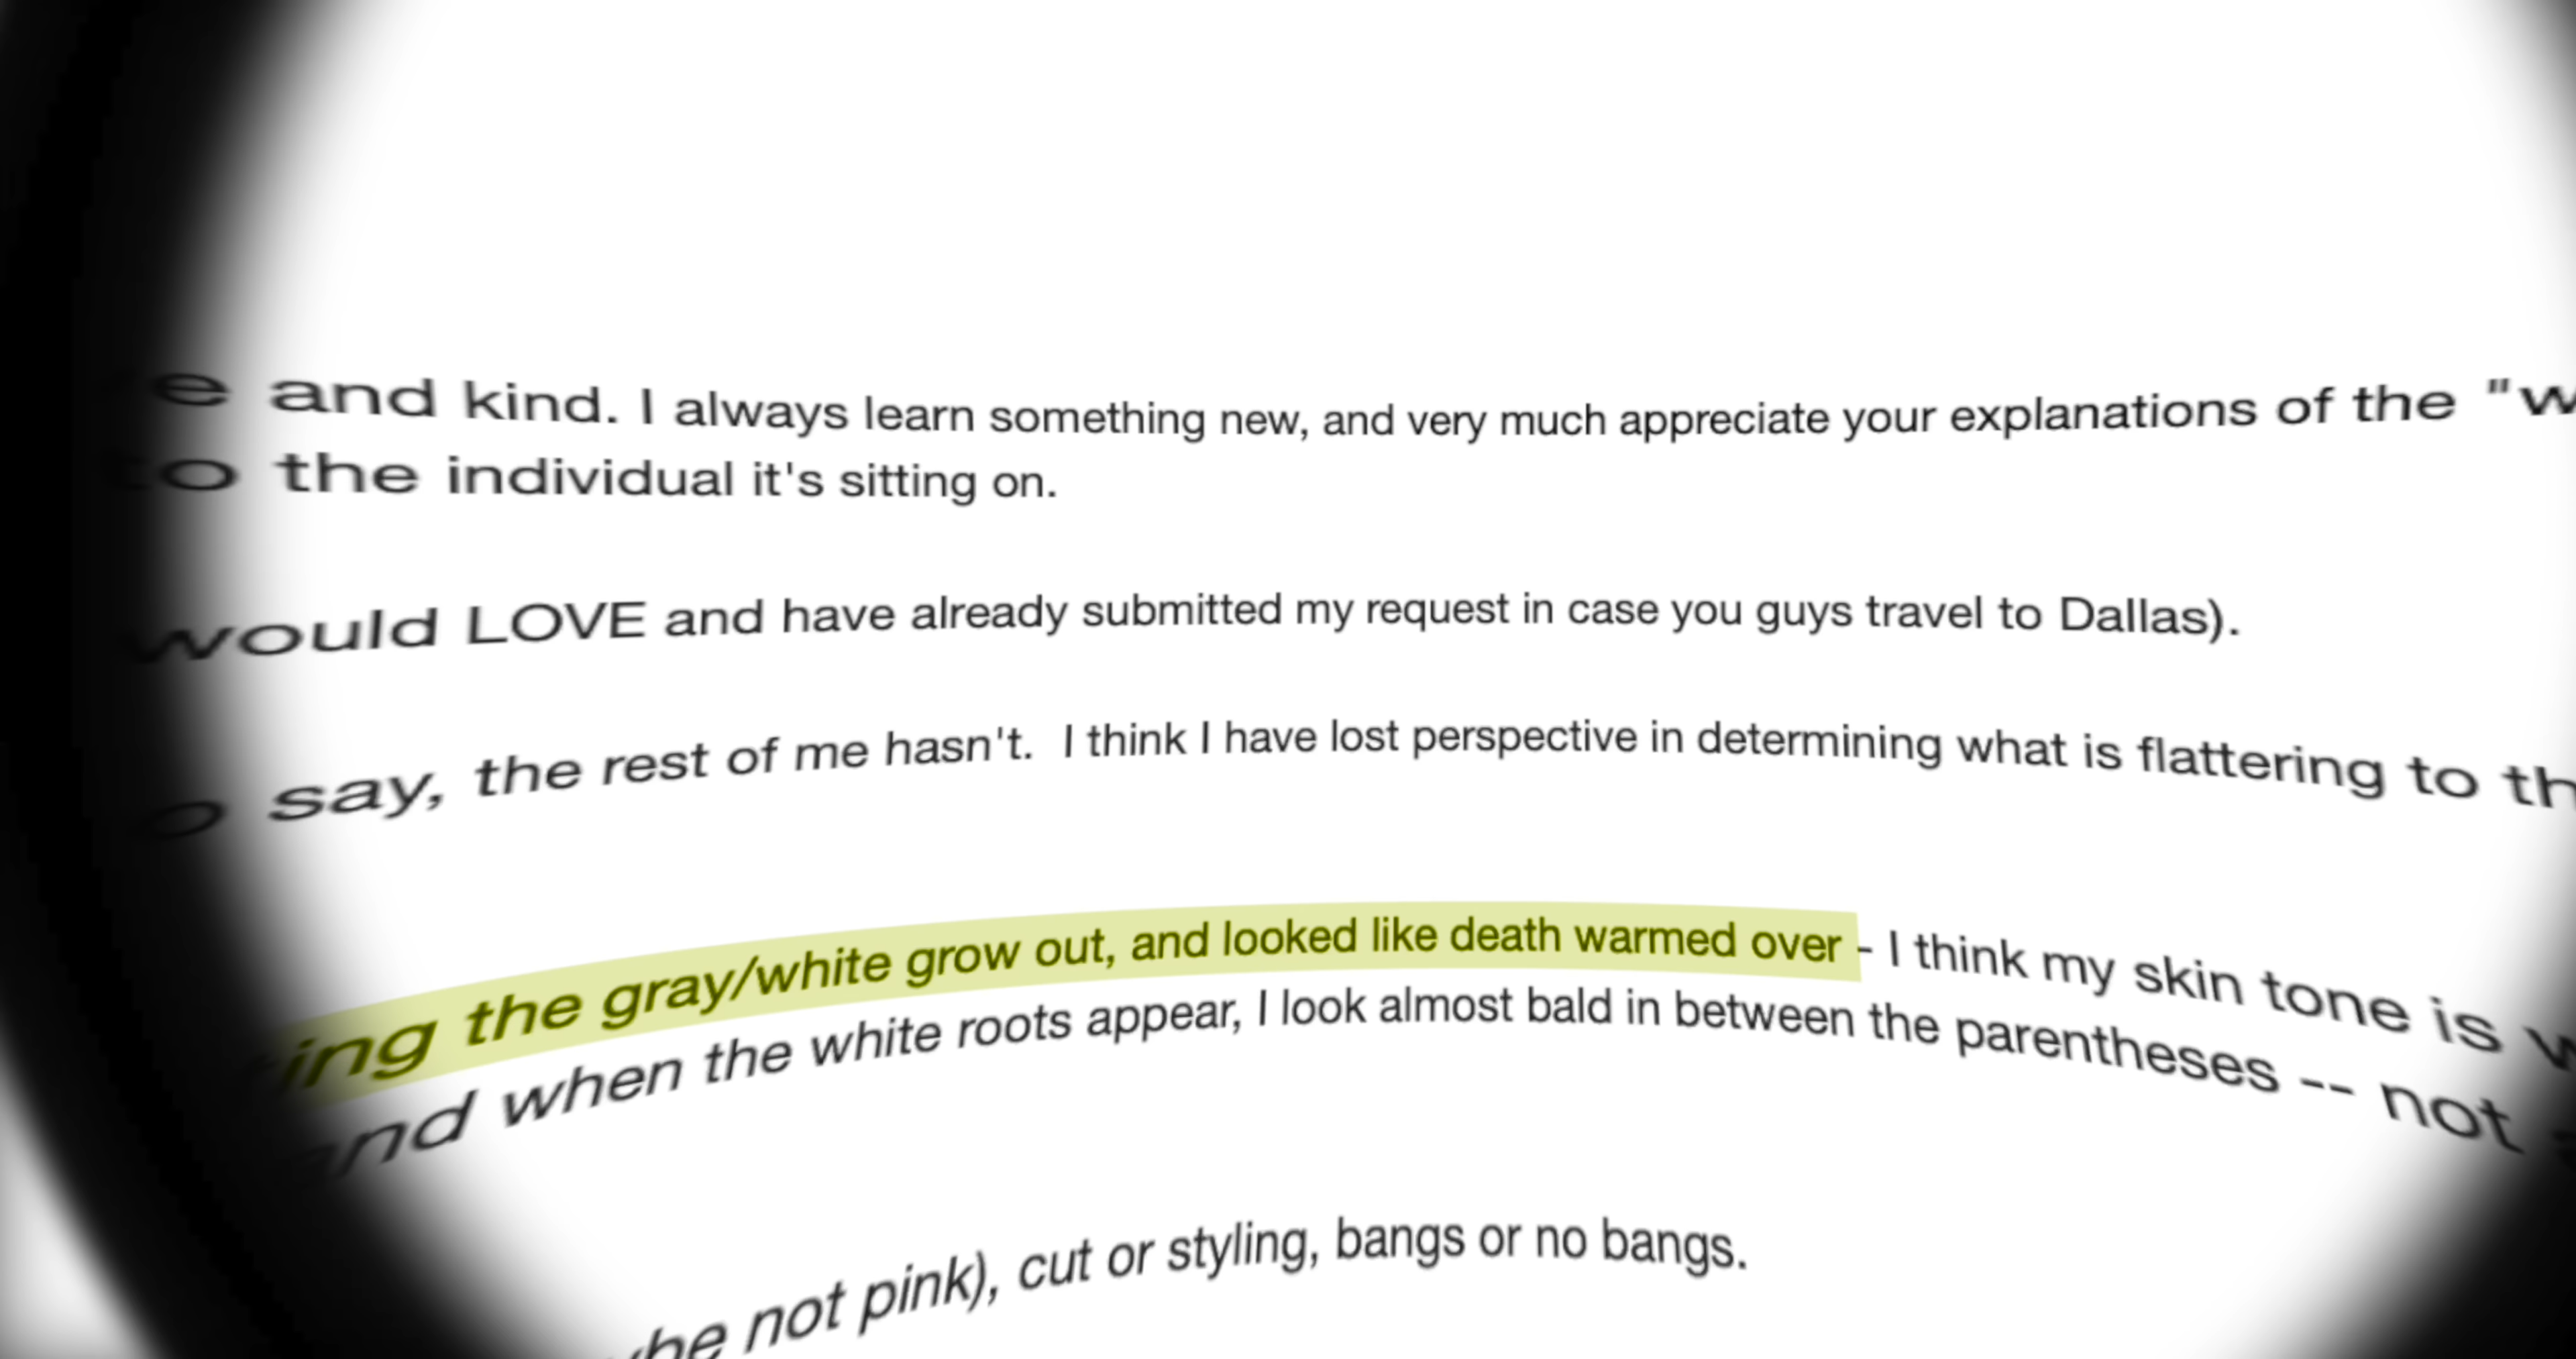 and kind. I always learn something new, and very much appreciate your explanations of the "w
to the individual it's sitting on.
would LOVE and have already submitted my request in case you guys travel to Dallas).
say, the rest of me hasn't.  I think I have lost perspective in determining what is flattering to th
ing the gray/white grow out, and looked like death warmed over - I think my skin tone is w
and when the white roots appear, I look almost bald in between the parentheses -- not
not pink), cut or styling, bangs or no bangs.